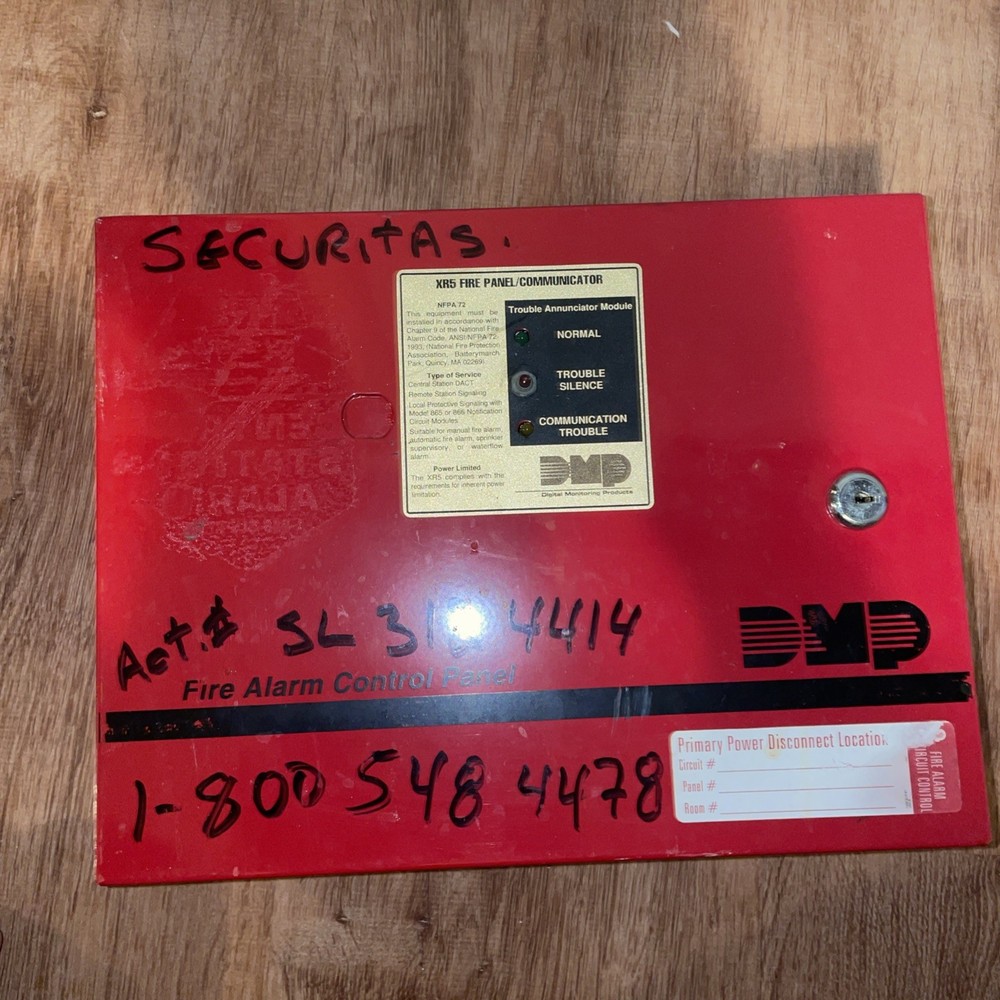 SECURITAS.
XR5 FIRE PANEL/COMMUNICATOR
NFPA 72
This equipment must be
installed in accordance with
Chapter 9 of the National Fire
Alarm Code, ANSI/NFPA 72-
1993, (National Fire Protection
Association, Batterymarch
Park, Quincy, MA 02269)
Type of Service
Central Station DACT
Remote Station Signaling
Local Protective Signaling with
Model 865 or 866 Notification
Circuit Modules
Suitable for manual fire alarm,
automatic fire alarm, sprinkler
supervisory, or waterflow
alarm.
Power Limited
The XR5 complies with the
requirements for inherent power
limitation.
Trouble Annunciator Module
NORMAL
TROUBLE
SILENCE
COMMUNICATION
TROUBLE
DMP
Digital Monitoring Products
Act.# SL 4414
DMP
Fire Alarm Control Panel
1-800 548 4478
Primary Power Disconnect Location
Circuit #
Panel #
Room #
FIRE ALARM
CIRCUIT CONTROL